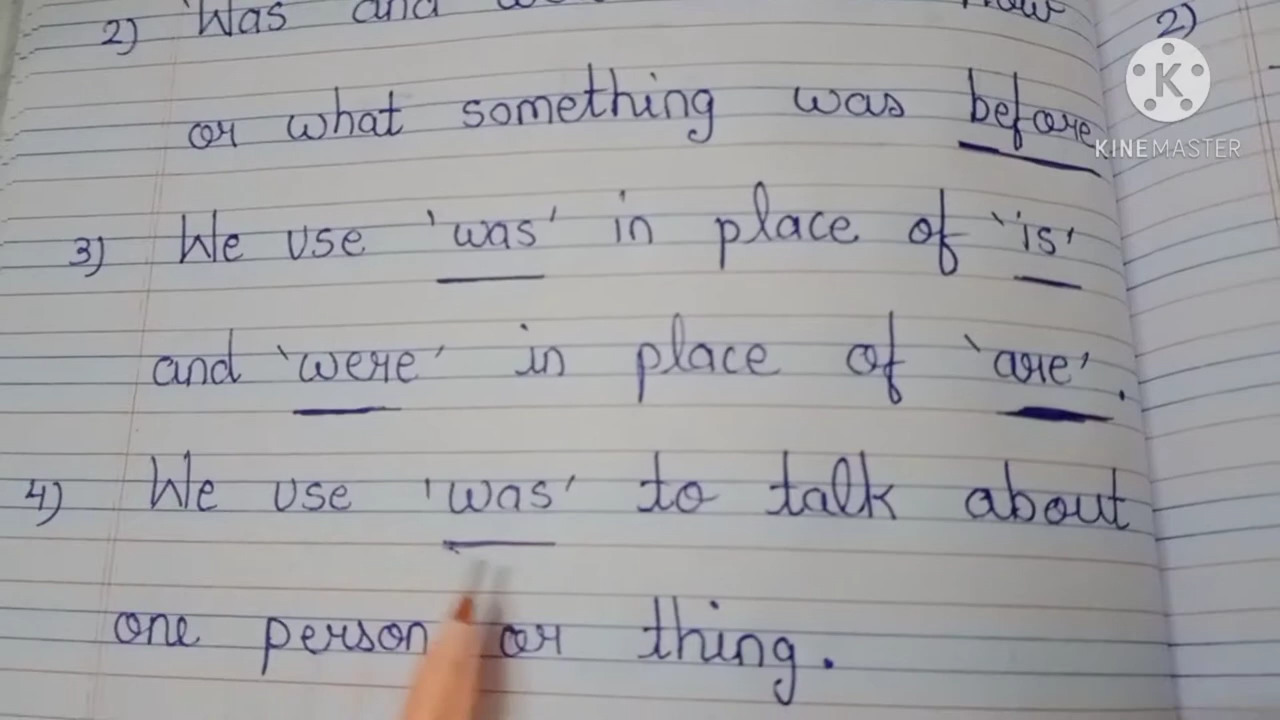 2) Was and how 2)
or what something was before
3) We use 'was' in place of 'is'
and 'were' in place of 'are'.
4) We use 'was' to talk about
one person or thing.
K
KINEMASTER